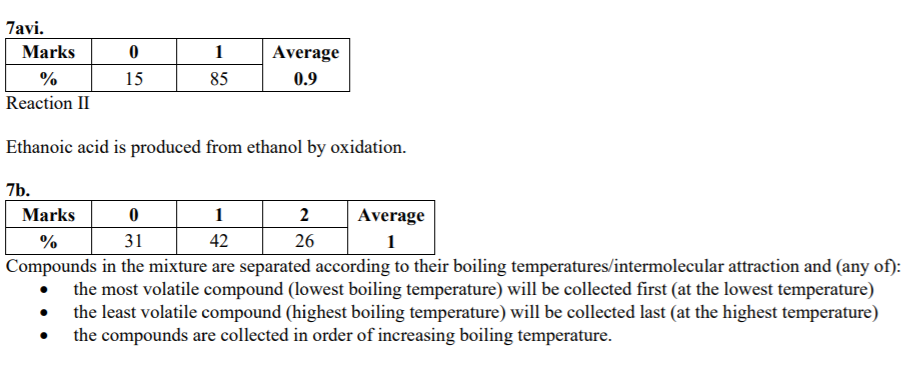 7avi.
Marks 0 1 Average
% 15 85 0.9
Reaction II
Ethanoic acid is produced from ethanol by oxidation.
7b.
Marks 0 1 2 Average
% 31 42 26 1
Compounds in the mixture are separated according to their boiling temperatures/intermolecular attraction and (any of):
• the most volatile compound (lowest boiling temperature) will be collected first (at the lowest temperature)
• the least volatile compound (highest boiling temperature) will be collected last (at the highest temperature)
• the compounds are collected in order of increasing boiling temperature.